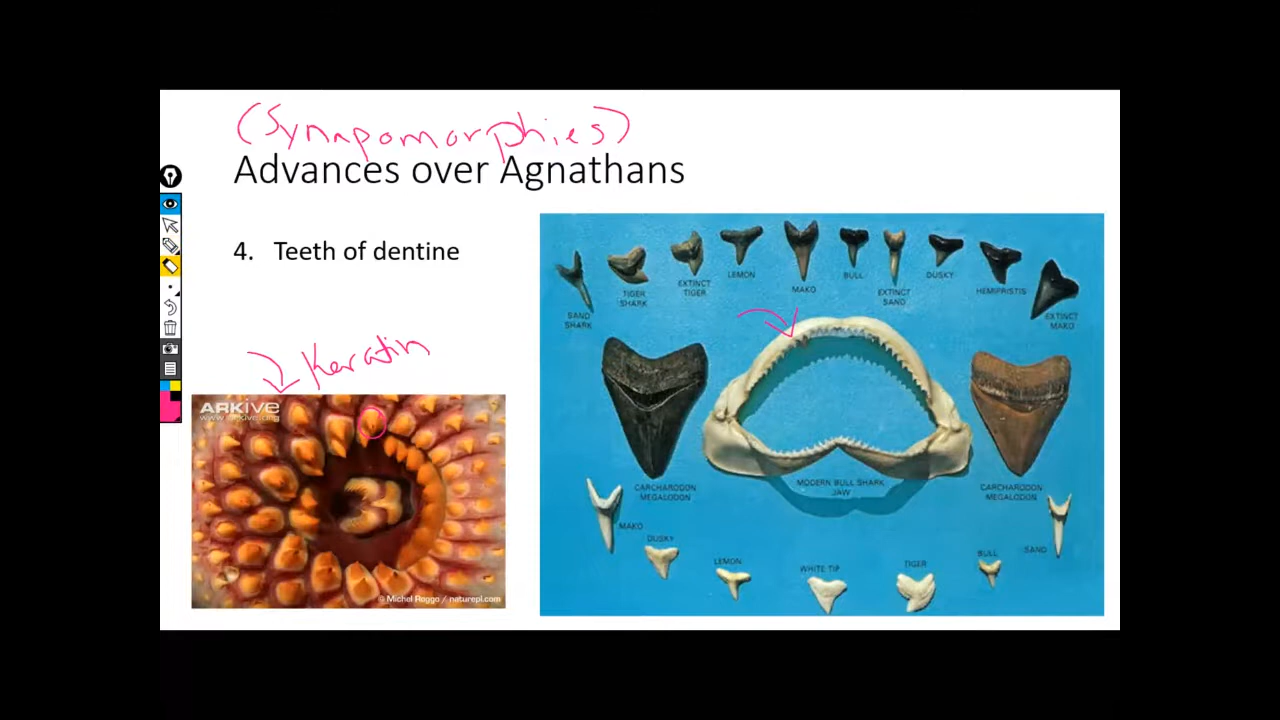 (Synapomorphies)
Advances over Agnathans
4. Teeth of dentine
Keratin
ARKive
www.arkive.org
© Michel Roggo / naturepl.com
SAND
SHARK
TIGER
SHARK
EXTINCT
TIGER
LEMON
MAKO
BULL
EXTINCT
SAND
DUSKY
HEMIPRISTIS
EXTINCT
MAKO
CARCHARODON
MEGALODON
MODERN BULL SHARK
JAW
CARCHARODON
MEGALODON
MAKO
DUSKY
LEMON
WHITE TIP
TIGER
BULL
SAND